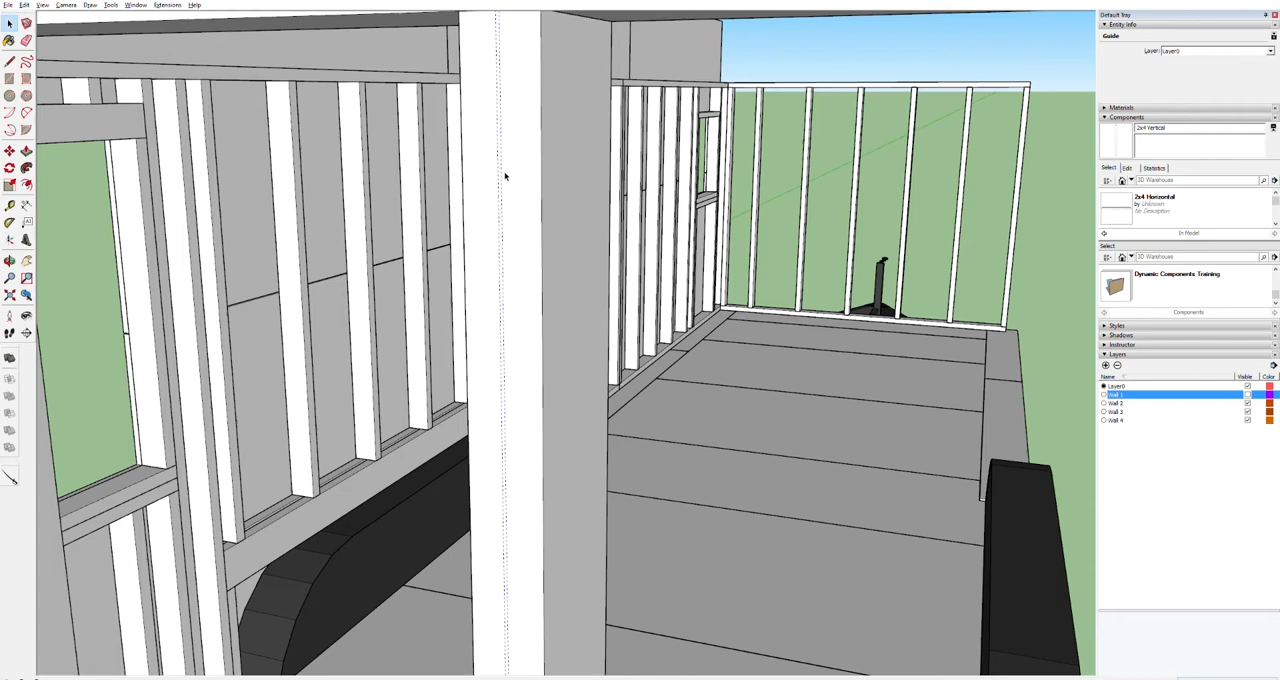 File Edit View Camera Draw Tools Window Extensions Help
Default Tray
Entity Info
Guide
Layer: Layer0
Materials
Components
2x4 Vertical
Select Edit Statistics
3D Warehouse
2x4 Horizontal
by Unknown
No Description
In Model
Select
3D Warehouse
Dynamic Components Training
Components
Styles
Shadows
Instructor
Layers
Name Visible Color
Layer0
Wall 1
Wall 2
Wall 3
Wall 4